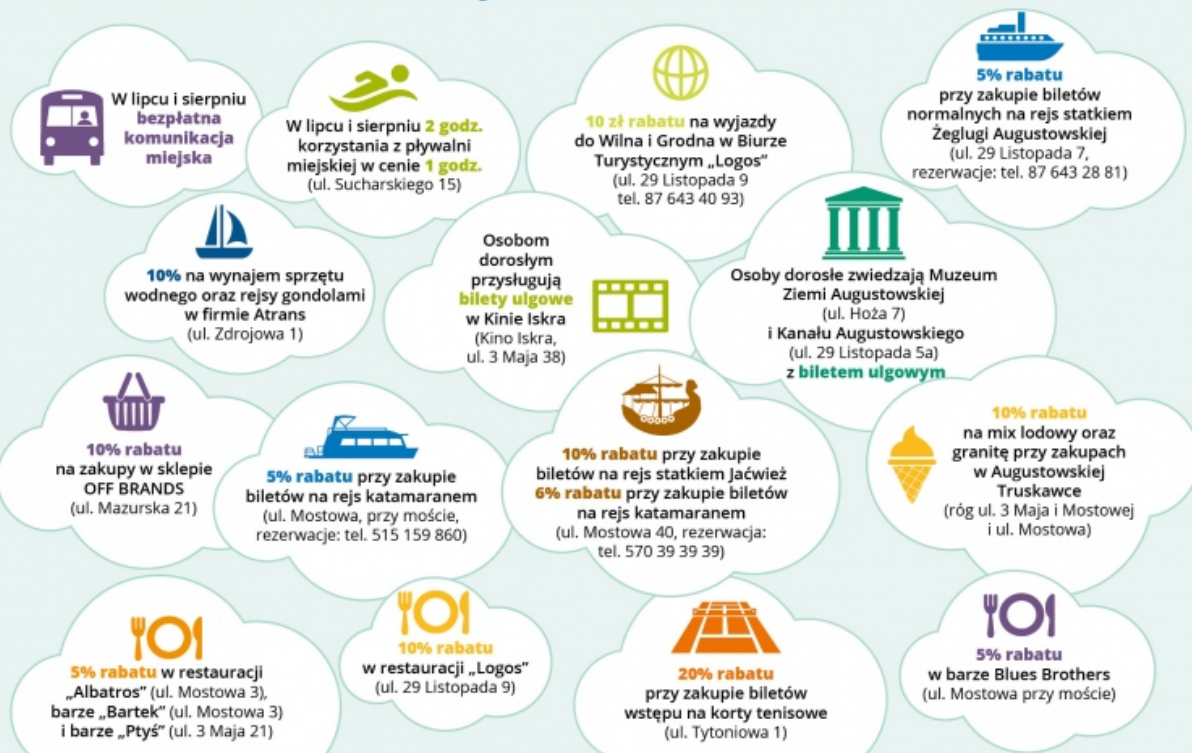 W lipcu i sierpniu
bezpłatna
komunikacja
miejska
W lipcu i sierpniu 2 godz.
korzystania z pływalni
miejskiej w cenie 1 godz.
(ul. Sucharskiego 15)
10 zł rabatu na wyjazdy
do Wilna i Grodna w Biurze
Turystycznym „Logos”
(ul. 29 Listopada 9
tel. 87 643 40 93)
5% rabatu
przy zakupie biletów
normalnych na rejs statkiem
Żeglugi Augustowskiej
(ul. 29 Listopada 7,
rezerwacje: tel. 87 643 28 81)
10% na wynajem sprzętu
wodnego oraz rejsy gondolami
w firmie Atrans
(ul. Zdrojowa 1)
Osobom
dorosłym
przysługują
bilety ulgowe
w Kinie Iskra
(Kino Iskra,
ul. 3 Maja 38)
Osoby dorosłe zwiedzają Muzeum
Ziemi Augustowskiej
(ul. Hoża 7)
i Kanału Augustowskiego
(ul. 29 Listopada 5a)
z biletem ulgowym
10% rabatu
na zakupy w sklepie
OFF BRANDS
(ul. Mazurska 21)
5% rabatu przy zakupie
biletów na rejs katamaranem
(ul. Mostowa, przy moście,
rezerwacje: tel. 515 159 860)
10% rabatu przy zakupie
biletów na rejs statkiem Jaćwież
6% rabatu przy zakupie biletów
na rejs katamaranem
(ul. Mostowa 40, rezerwacja:
tel. 570 39 39 39)
10% rabatu
na mix lodowy oraz
granitę przy zakupach
w Augustowskiej
Truskawce
(róg ul. 3 Maja i Mostowej
i ul. Mostowa)
5% rabatu w restauracji
„Albatros” (ul. Mostowa 3),
barze „Bartek” (ul. Mostowa 3)
i barze „Ptyś” (ul. 3 Maja 21)
10% rabatu
w restauracji „Logos”
(ul. 29 Listopada 9)
20% rabatu
przy zakupie biletów
wstępu na korty tenisowe
(ul. Tytoniowa 1)
5% rabatu
w barze Blues Brothers
(ul. Mostowa przy moście)